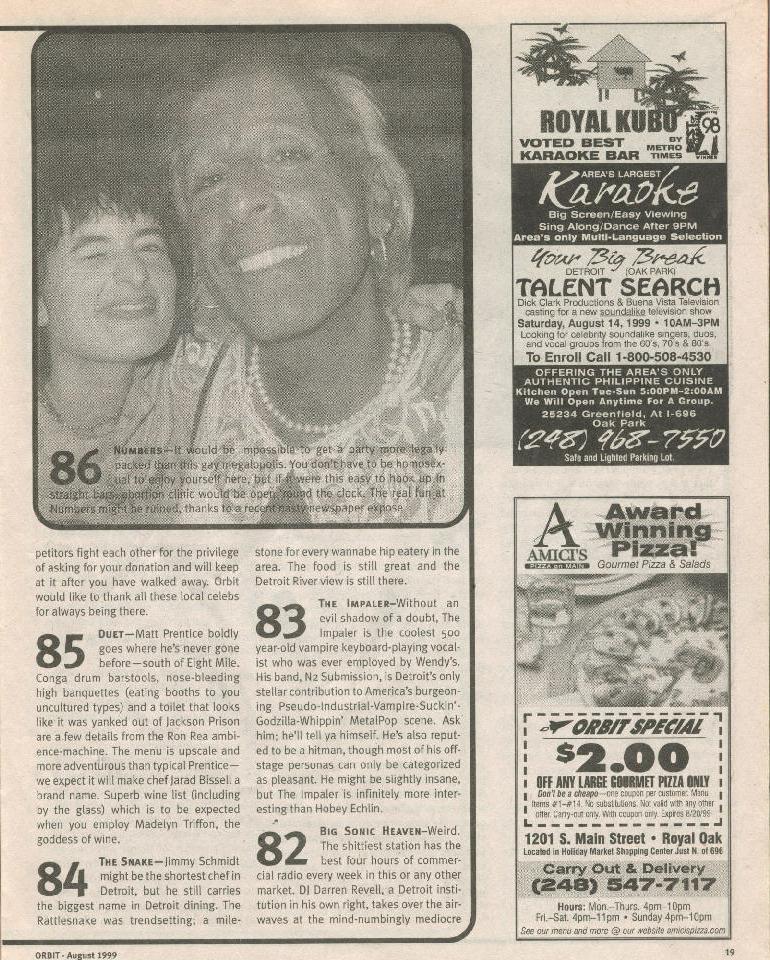 86 NUMBERS—It would be impossible to get a party more legally
packed than this gay megalopolis. You don't have to be homosex-
ual to enjoy yourself here, but if it were this easy to hook up in
straight bars, abortion clinic would be open 'round the clock. The real fun at
Numbers might be ruined, thanks to a recent nasty newspaper expose.
petitors fight each other for the privilege
of asking for your donation and will keep
at it after you have walked away. Orbit
would like to thank all these local celebs
for always being there.
85 DUET—Matt Prentice boldly
goes where he's never gone
before—south of Eight Mile.
Conga drum barstools, nose-bleeding
high banquettes (eating booths to you
uncultured types) and a toilet that looks
like it was yanked out of Jackson Prison
are a few details from the Ron Rea ambi-
ence-machine. The menu is upscale and
more adventurous than typical Prentice—
we expect it will make chef Jarad Bissell a
brand name. Superb wine list (including
by the glass) which is to be expected
when you employ Madelyn Triffon, the
goddess of wine.
84 THE SNAKE—Jimmy Schmidt
might be the shortest chef in
Detroit, but he still carries
the biggest name in Detroit dining. The
Rattlesnake was trendsetting; a mile-
stone for every wannabe hip eatery in the
area. The food is still great and the
Detroit River view is still there.
83 THE IMPALER—Without an
evil shadow of a doubt, The
Impaler is the coolest 500
year-old vampire keyboard-playing vocal-
ist who was ever employed by Wendy's.
His band, N2 Submission, is Detroit's only
stellar contribution to America's burgeon-
ing Pseudo-Industrial-Vampire-Suckin'-
Godzilla-Whippin' MetalPop scene. Ask
him; he'll tell ya himself. He's also reput-
ed to be a hitman, though most of his off-
stage personas can only be categorized
as pleasant. He might be slightly insane,
but The Impaler is infinitely more inter-
esting than Hobey Echlin.
82 BIG SONIC HEAVEN—Weird.
The shittiest station has the
best four hours of commer-
cial radio every week in this or any other
market. DJ Darren Revell, a Detroit insti-
tution in his own right, takes over the air-
waves at the mind-numbingly mediocre
ROYAL KUBO
VOTED BEST
KARAOKE BAR
BY
METRO
TIMES
98
WINNER
AREA'S LARGEST
Karaoke
Big Screen/Easy Viewing
Sing Along/Dance After 9PM
Area's only Multi-Language Selection
Your Big Break
DETROIT (OAK PARK)
TALENT SEARCH
Dick Clark Productions & Buena Vista Television
casting for a new soundalike television show
Saturday, August 14, 1999 • 10AM–3PM
Looking for celebrity soundalike singers, duos,
and vocal groups from the 60's, 70's & 80's.
To Enroll Call 1-800-508-4530
OFFERING THE AREA'S ONLY
AUTHENTIC PHILIPPINE CUISINE
Kitchen Open Tue-Sun 5:00PM-2:00AM
We Will Open Anytime For A Group.
25234 Greenfield, At I-696
Oak Park
(248) 968-7550
Safe and Lighted Parking Lot.
A
AMICI'S
PIZZA on MAIN
Award
Winning
Pizza!
Gourmet Pizza & Salads
ORBIT SPECIAL
$2.00
OFF ANY LARGE GOURMET PIZZA ONLY
Don't be a cheapo—one coupon per customer. Menu
items #1–#14. No substitutions. Not valid with any other
offer. Carry-out only. With coupon only. Expires 8/20/99
1201 S. Main Street • Royal Oak
Located in Holiday Market Shopping Center Just N. of 696
Carry Out & Delivery
(248) 547-7117
Hours: Mon.–Thurs. 4pm–10pm
Fri.–Sat. 4pm–11pm • Sunday 4pm–10pm
See our menu and more @ our website amicispizza.com
ORBIT • August 1999
19